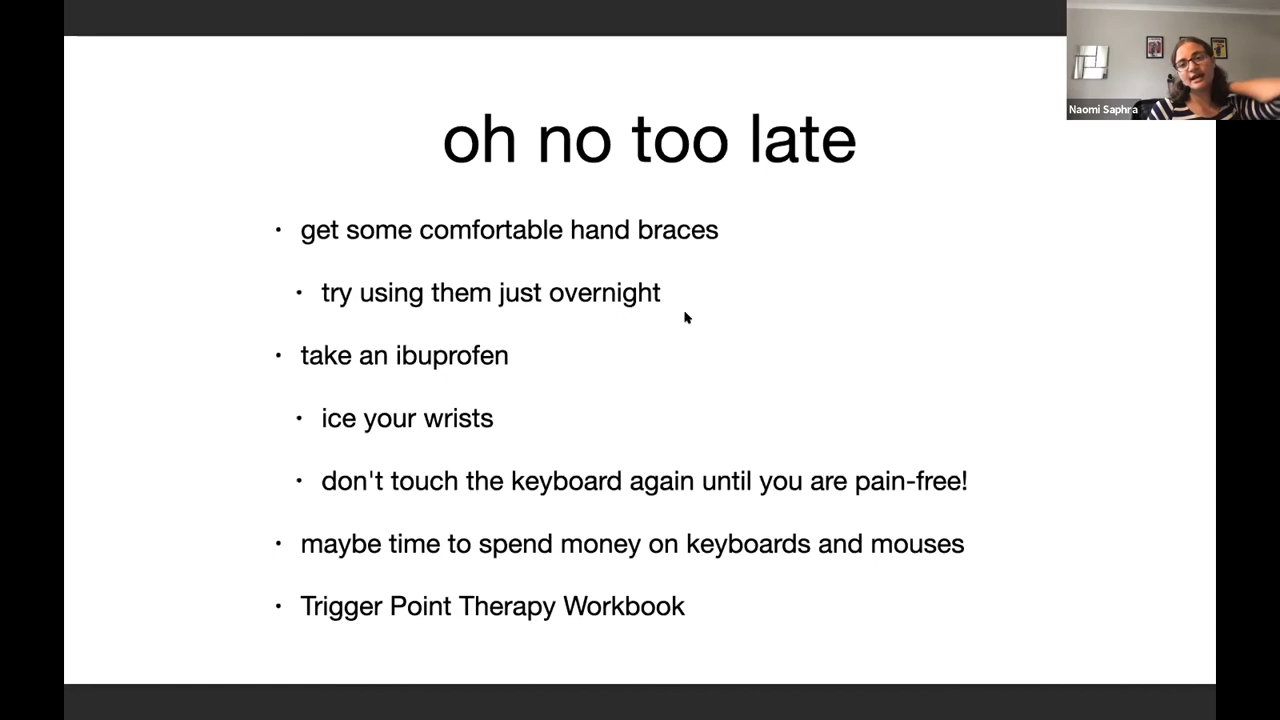 oh no too late
• get some comfortable hand braces
• try using them just overnight
• take an ibuprofen
• ice your wrists
• don't touch the keyboard again until you are pain-free!
• maybe time to spend money on keyboards and mouses
• Trigger Point Therapy Workbook
Naomi Saphra